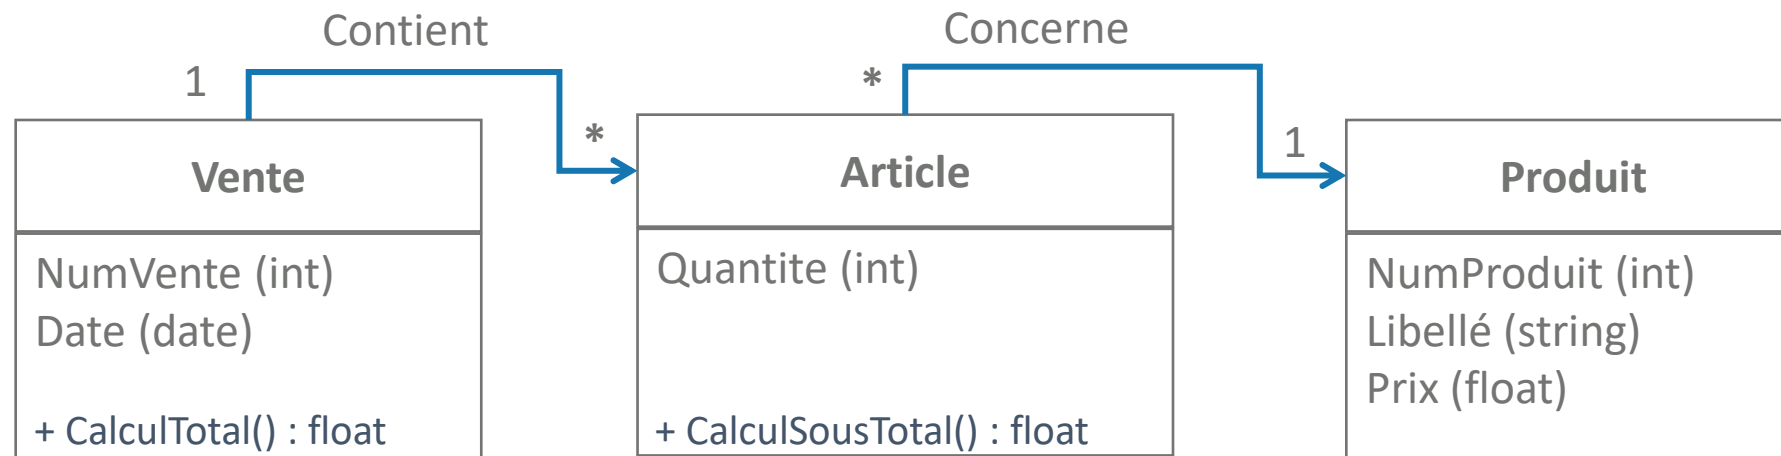 Contient
Concerne
1
*
*
1
Vente
Article
Produit
NumVente (int)
Date (date)
+ CalculTotal() : float
Quantite (int)
+ CalculSousTotal() : float
NumProduit (int)
Libellé (string)
Prix (float)